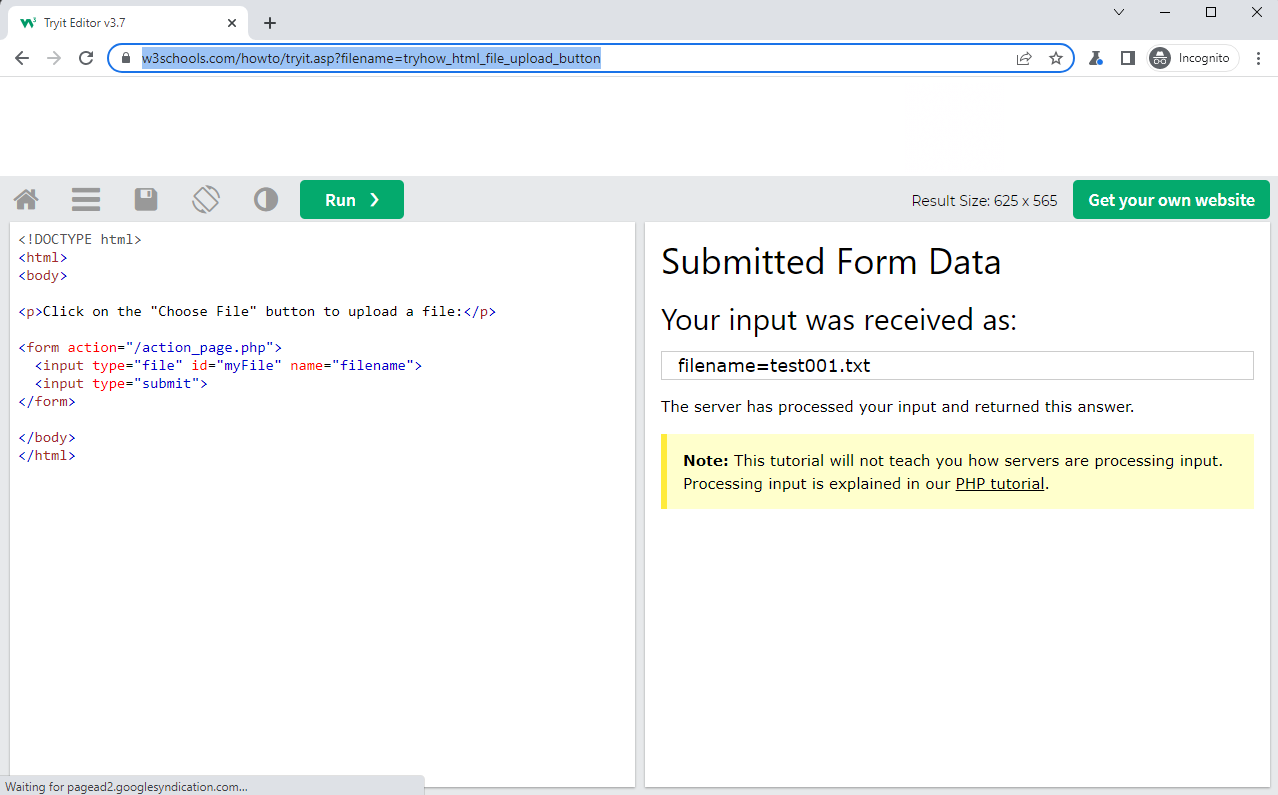 Tryit Editor v3.7
w3schools.com/howto/tryit.asp?filename=tryhow_html_file_upload_button
Incognito
Run ❯
Result Size: 625 x 565
Get your own website
<!DOCTYPE html>
<html>
<body>
<p>Click on the "Choose File" button to upload a file:</p>
<form action="/action_page.php">
<input type="file" id="myFile" name="filename">
<input type="submit">
</form>
</body>
</html>
Submitted Form Data
Your input was received as:
filename=test001.txt
The server has processed your input and returned this answer.
Note: This tutorial will not teach you how servers are processing input.
Processing input is explained in our PHP tutorial.
Waiting for pagead2.googlesyndication.com...